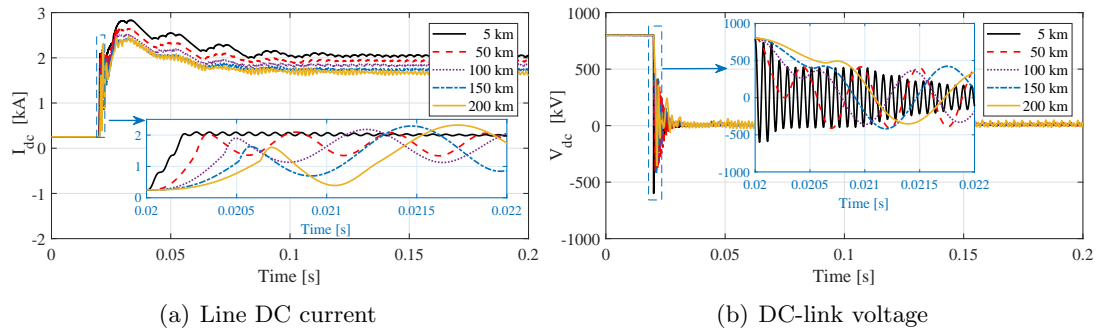 3
2
1
0
-1
-2
I_dc [kA]
0
0.05
0.1
0.15
0.2
Time [s]
5 km
50 km
100 km
150 km
200 km
2
1
0
0.02
0.0205
0.021
0.0215
0.022
Time [s]
(a) Line DC current
1000
500
0
-500
-1000
V_dc [kV]
0
0.05
0.1
0.15
0.2
Time [s]
5 km
50 km
100 km
150 km
200 km
1000
500
0
-500
-1000
0.02
0.0205
0.021
0.0215
0.022
Time [s]
(b) DC-link voltage